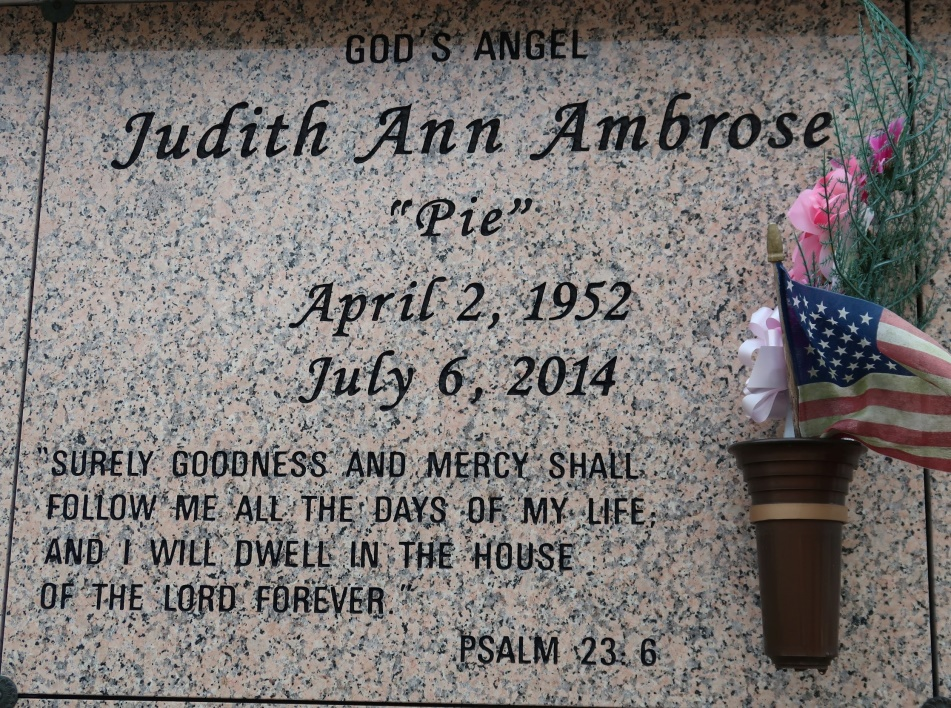 GOD'S ANGEL
Judith Ann Ambrose
"Pie"
April 2, 1952
July 6, 2014
"SURELY GOODNESS AND MERCY SHALL
FOLLOW ME ALL THE DAYS OF MY LIFE;
AND I WILL DWELL IN THE HOUSE
OF THE LORD FOREVER."
PSALM 23:6